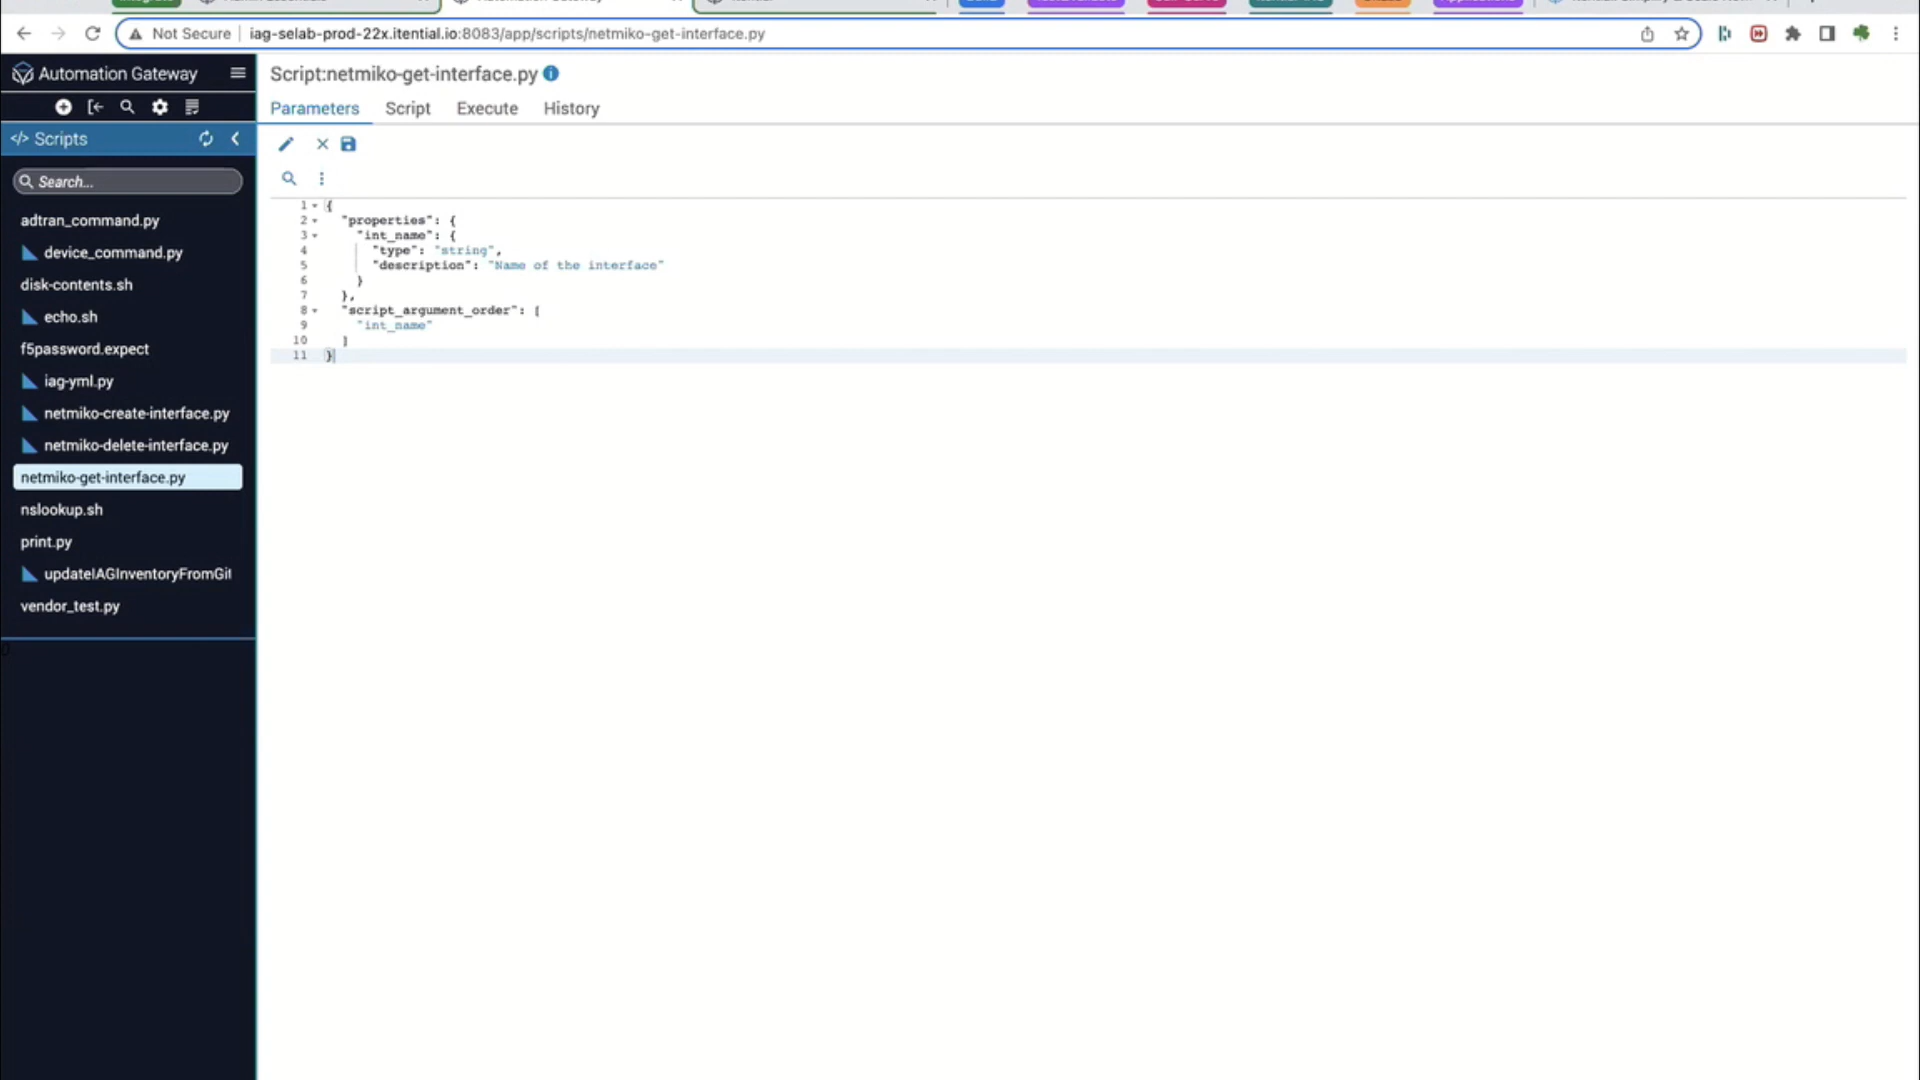 Not Secure | iag-selab-prod-22x.itential.io:8083/app/scripts/netmiko-get-interface.py
Automation Gateway
Script:netmiko-get-interface.py
Parameters Script Execute History
</> Scripts
Search...
adtran_command.py
device_command.py
disk-contents.sh
echo.sh
f5password.expect
iag-yml.py
netmiko-create-interface.py
netmiko-delete-interface.py
netmiko-get-interface.py
nslookup.sh
print.py
updateIAGInventoryFromGit
vendor_test.py
1 {
2 "properties": {
3 "int_name": {
4 "type": "string",
5 "description": "Name of the interface"
6 }
7 },
8 "script_argument_order": [
9 "int_name"
10 ]
11 }